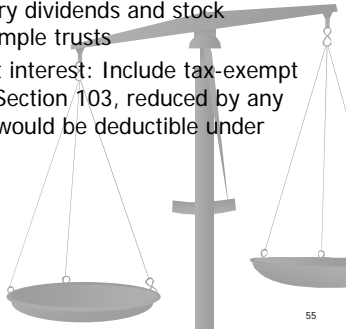 ry dividends and stock
mple trusts
t interest: Include tax-exempt
Section 103, reduced by any
would be deductible under
55